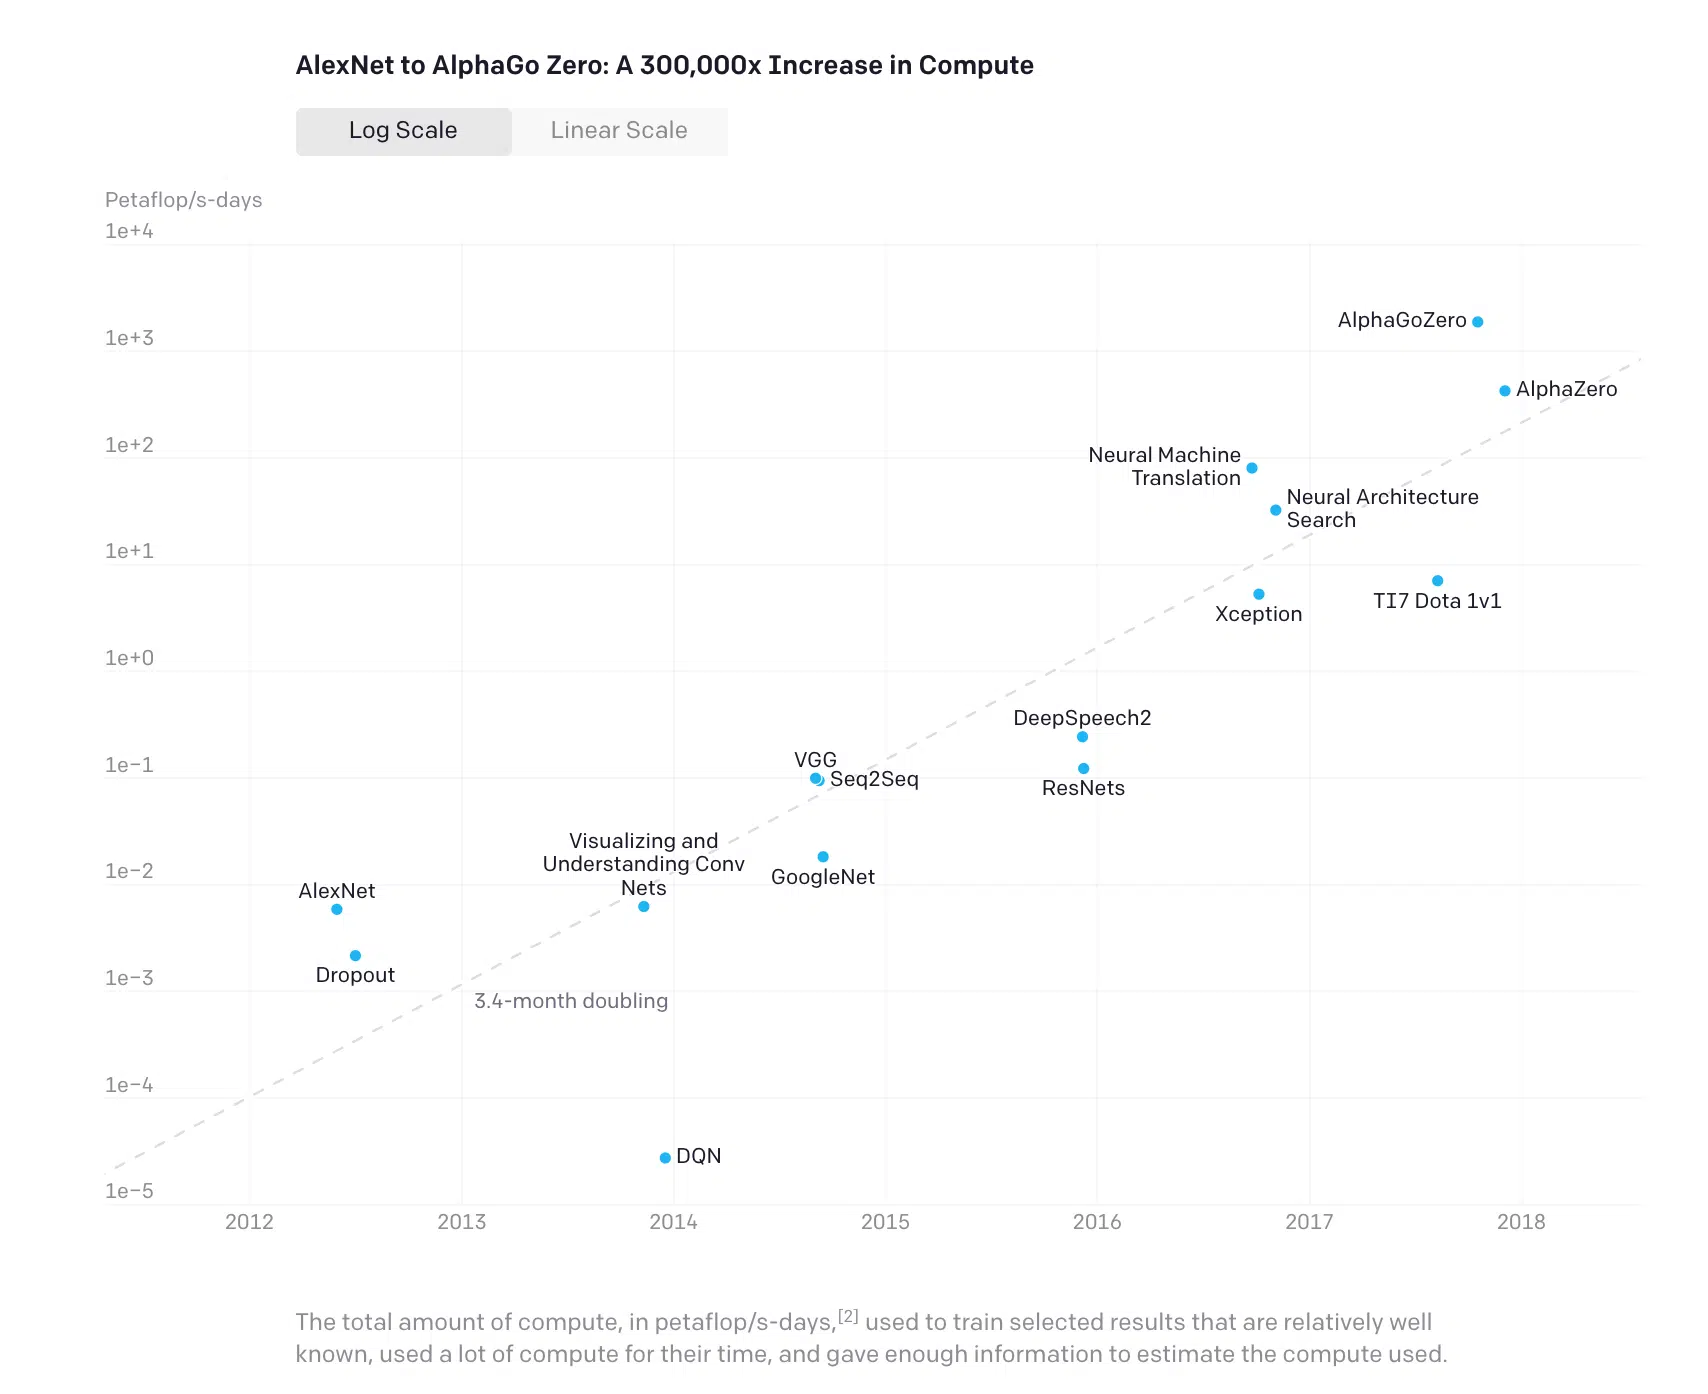 AlexNet to AlphaGo Zero: A 300,000x Increase in Compute
Log Scale
Linear Scale
Petaflop/s-days
1e+4
1e+3
1e+2
1e+1
1e+0
1e−1
1e−2
1e−3
1e−4
1e−5
AlphaGoZero
AlphaZero
Neural Machine
Translation
Neural Architecture
Search
TI7 Dota 1v1
Xception
DeepSpeech2
ResNets
VGG
Seq2Seq
GoogleNet
Visualizing and
Understanding Conv
Nets
AlexNet
Dropout
3.4-month doubling
DQN
2012
2013
2014
2015
2016
2017
2018
The total amount of compute, in petaflop/s-days,[2] used to train selected results that are relatively well
known, used a lot of compute for their time, and gave enough information to estimate the compute used.